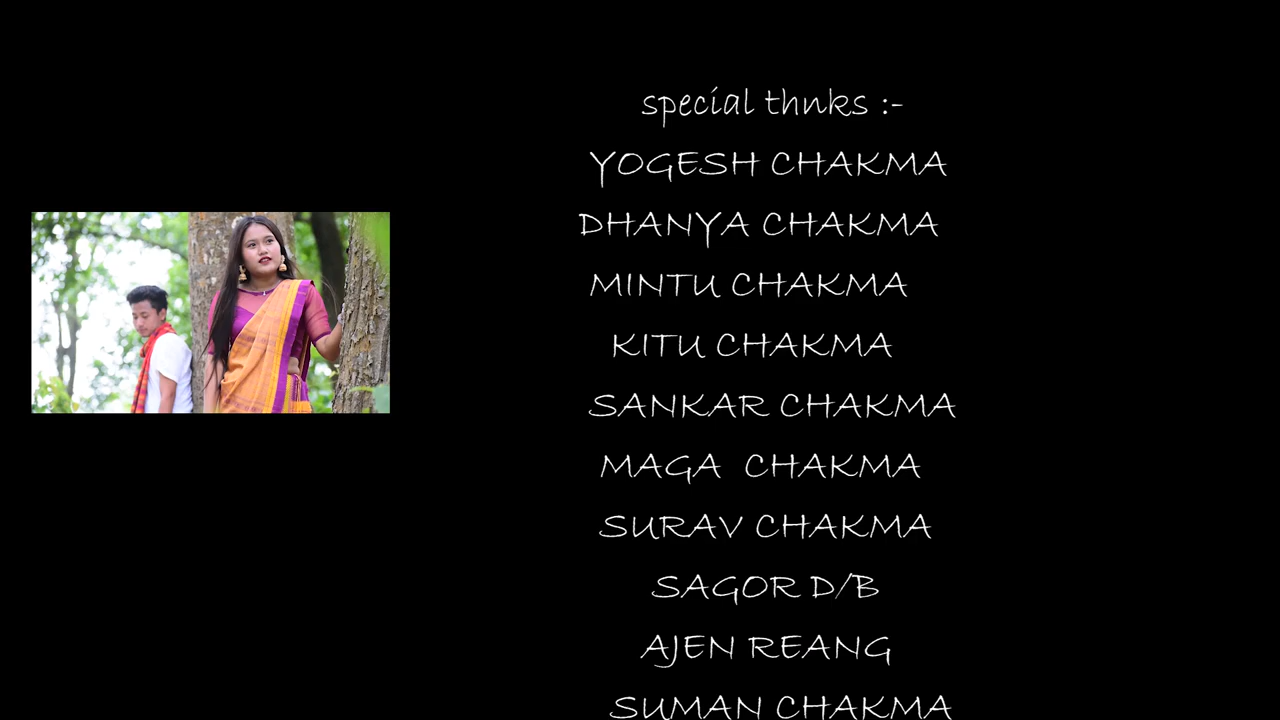 special thnks :-
YOGESH CHAKMA
DHANYA CHAKMA
MINTU CHAKMA
KITU CHAKMA
SANKAR CHAKMA
MAGA CHAKMA
SURAV CHAKMA
SAGOR D/B
AJEN REANG
SUMAN CHAKMA